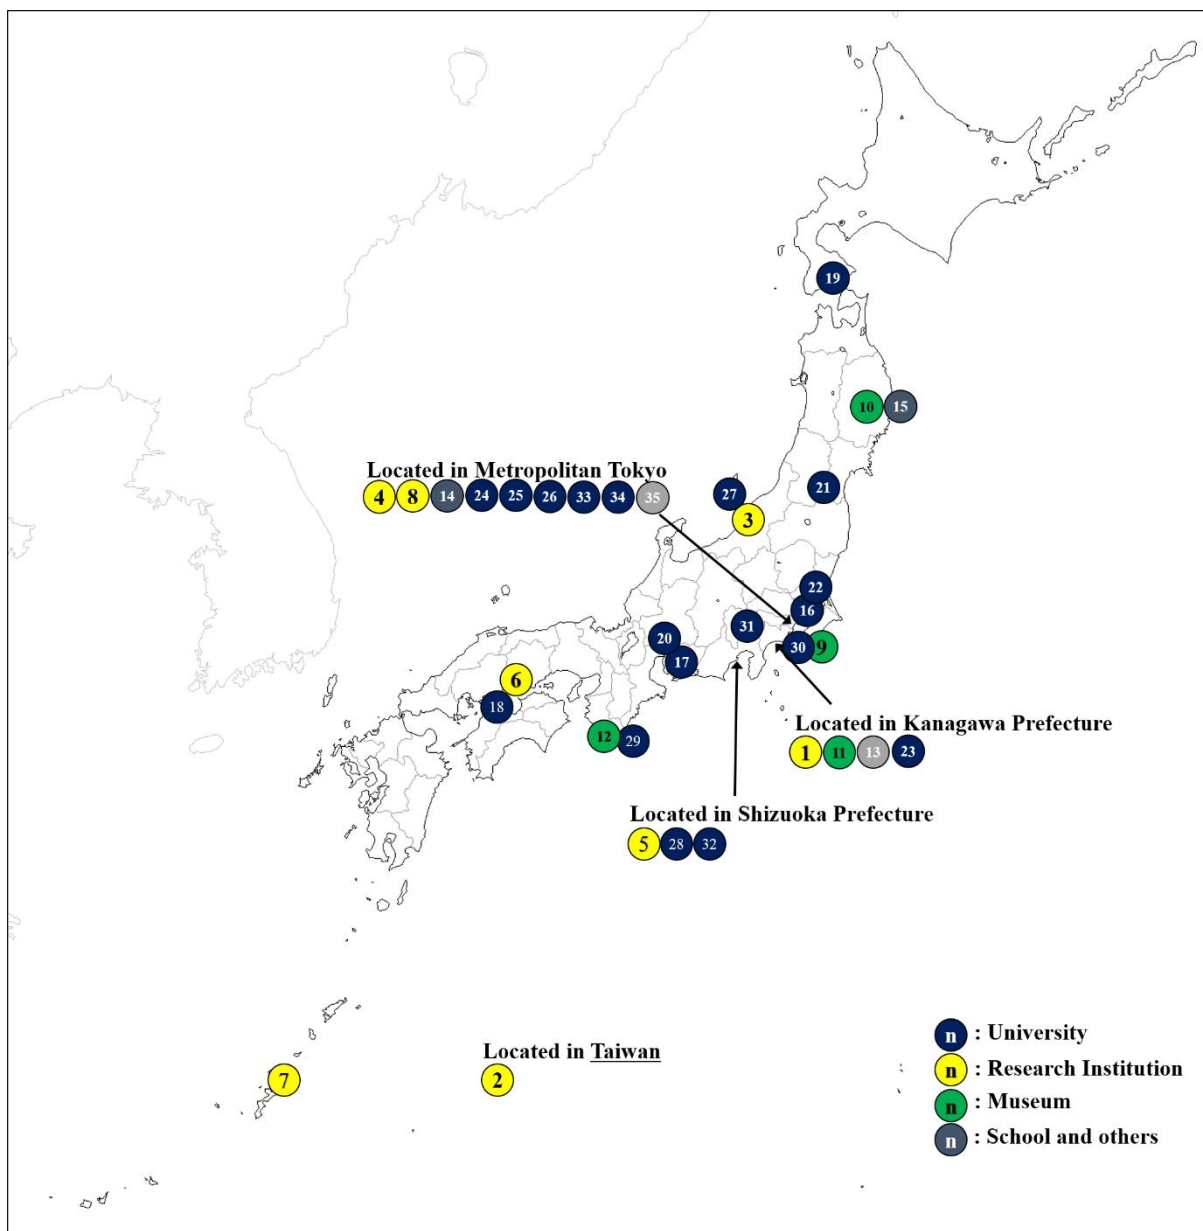 19
10 15
Located in Metropolitan Tokyo
4 8 14 24 25 26 33 34 35
27
21
3
22
16
31
20
30 9
17
6
18
Located in Kanagawa Prefecture
12 29
1 11 13 23
Located in Shizuoka Prefecture
5 28 32
Located in Taiwan
7
2
n : University
n : Research Institution
n : Museum
n : School and others